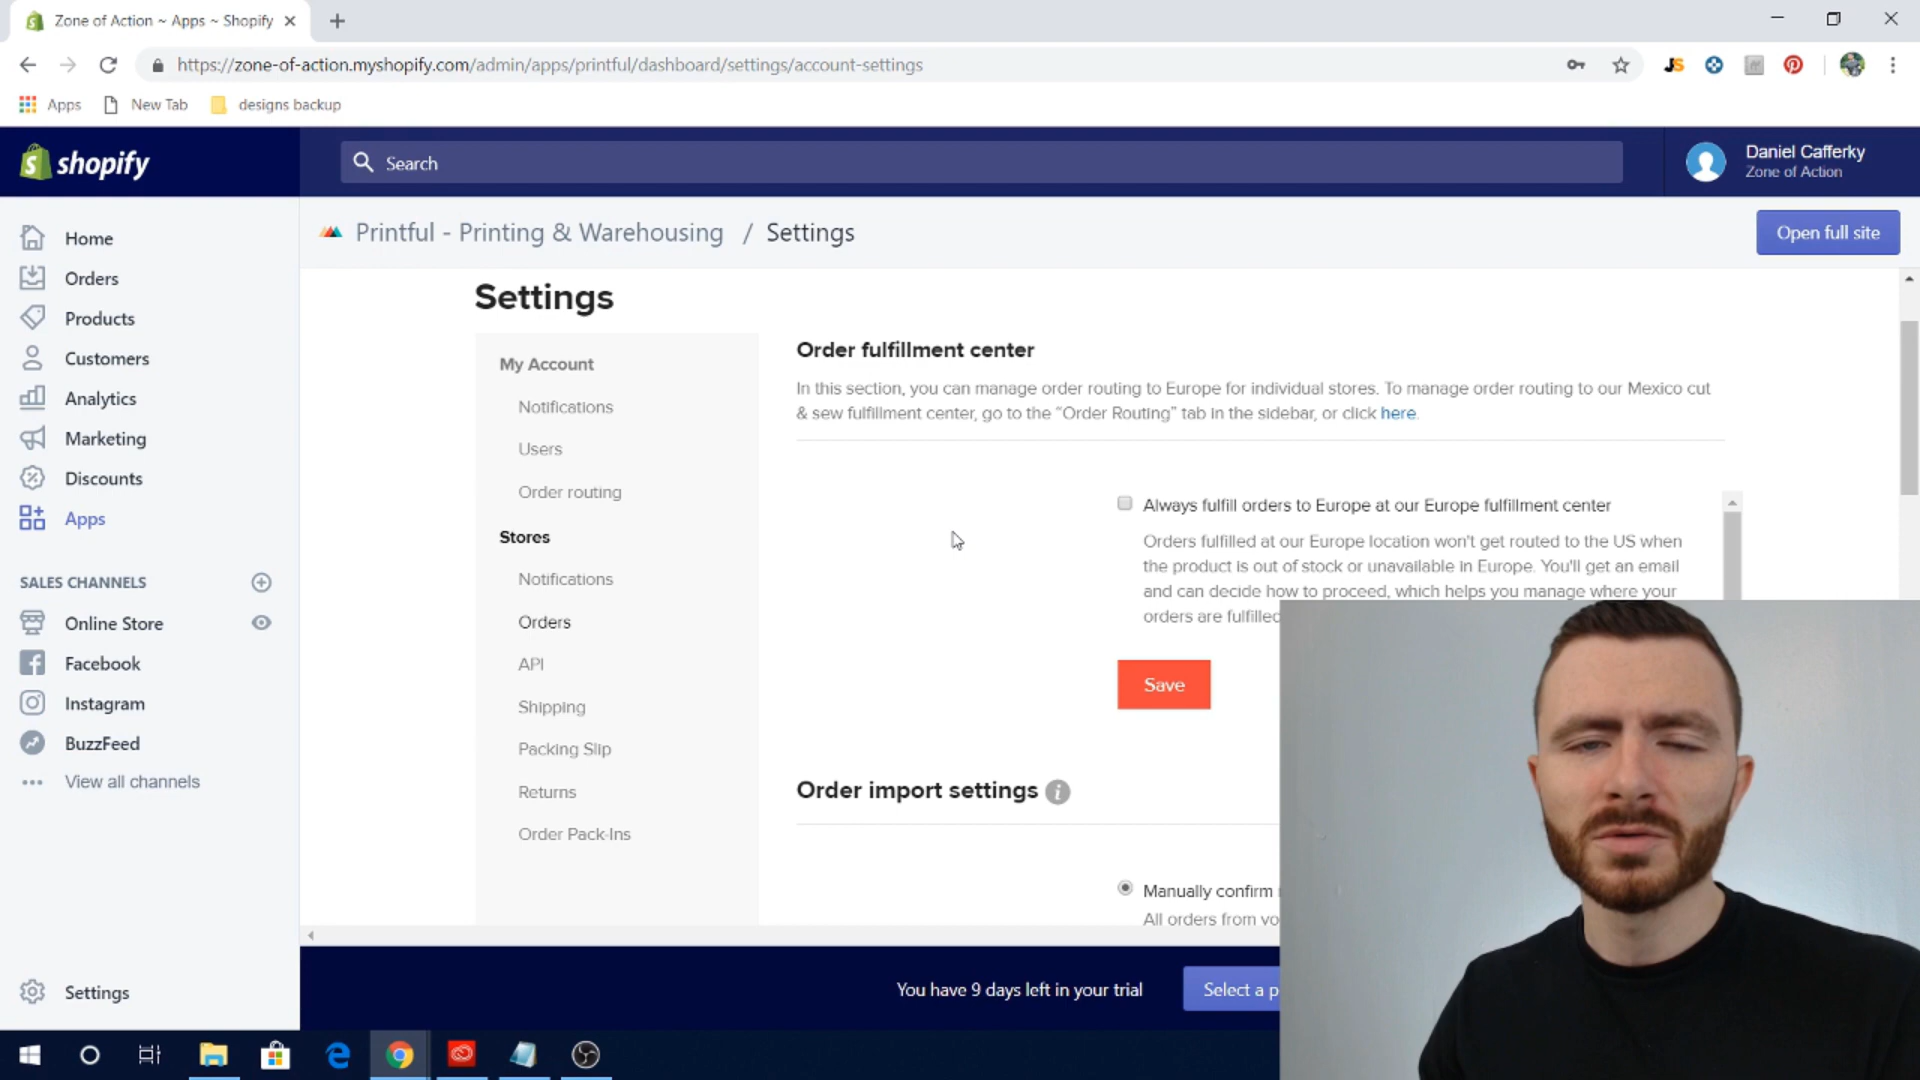 Zone of Action ~ Apps ~ Shopify
https://zone-of-action.myshopify.com/admin/apps/printful/dashboard/settings/account-settings
Apps
New Tab
designs backup
shopify
Search
Daniel Cafferky
Zone of Action
Home
Orders
Products
Customers
Analytics
Marketing
Discounts
Apps
SALES CHANNELS
Online Store
Facebook
Instagram
BuzzFeed
View all channels
Settings
Printful - Printing & Warehousing / Settings
Open full site
Settings
My Account
Notifications
Users
Order routing
Stores
Notifications
Orders
API
Shipping
Packing Slip
Returns
Order Pack-Ins
Order fulfillment center
In this section, you can manage order routing to Europe for individual stores. To manage order routing to our Mexico cut
& sew fulfillment center, go to the “Order Routing” tab in the sidebar, or click here.
Always fulfill orders to Europe at our Europe fulfillment center
Orders fulfilled at our Europe location won't get routed to the US when
the product is out of stock or unavailable in Europe. You'll get an email
and can decide how to proceed, which helps you manage where your
orders are fulfilled
Save
Order import settings
Manually confirm
All orders from
You have 9 days left in your trial
Select a